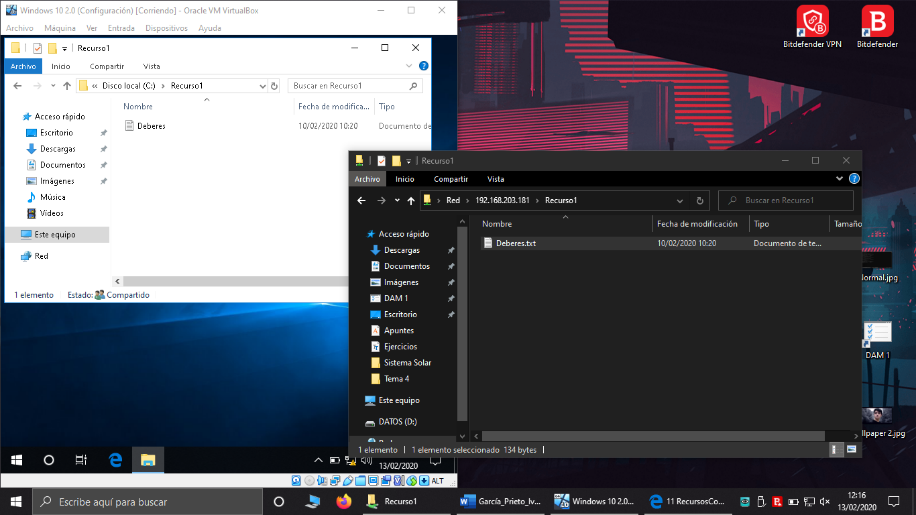 Windows 10 2.0 (Configuración) [Corriendo] - Oracle VM VirtualBox
Archivo Máquina Ver Entrada Dispositivos Ayuda
Recurso1
Archivo Inicio Compartir Vista
Disco local (C:) Recurso1
Buscar en Recurso1
Nombre Fecha de modifica... Tipo
Deberes 10/02/2020 10:20 Documento de
Acceso rápido
Escritorio
Descargas
Documentos
Imágenes
Música
Vídeos
Este equipo
Red
1 elemento Estado: Compartido
13/02/2020
ALT
Bitdefender VPN
Bitdefender
Recurso1
Archivo Inicio Compartir Vista
Red 192.168.203.181 Recurso1
Buscar en Recurso1
Nombre Fecha de modificación Tipo Tamaño
Deberes.txt 10/02/2020 10:20 Documento de te...
Acceso rápido
Descargas
Documentos
Imágenes
DAM 1
Escritorio
Apuntes
Ejercicios
Sistema Solar
Tema 4
Este equipo
DATOS (D:)
1 elemento 1 elemento seleccionado 134 bytes
ormal.jpg
DAM 1
llpaper 2.jpg
Escribe aquí para buscar
Recurso1
García_Prieto_Iv...
Windows 10 2.0...
11 RecursosCo...
12:16
13/02/2020